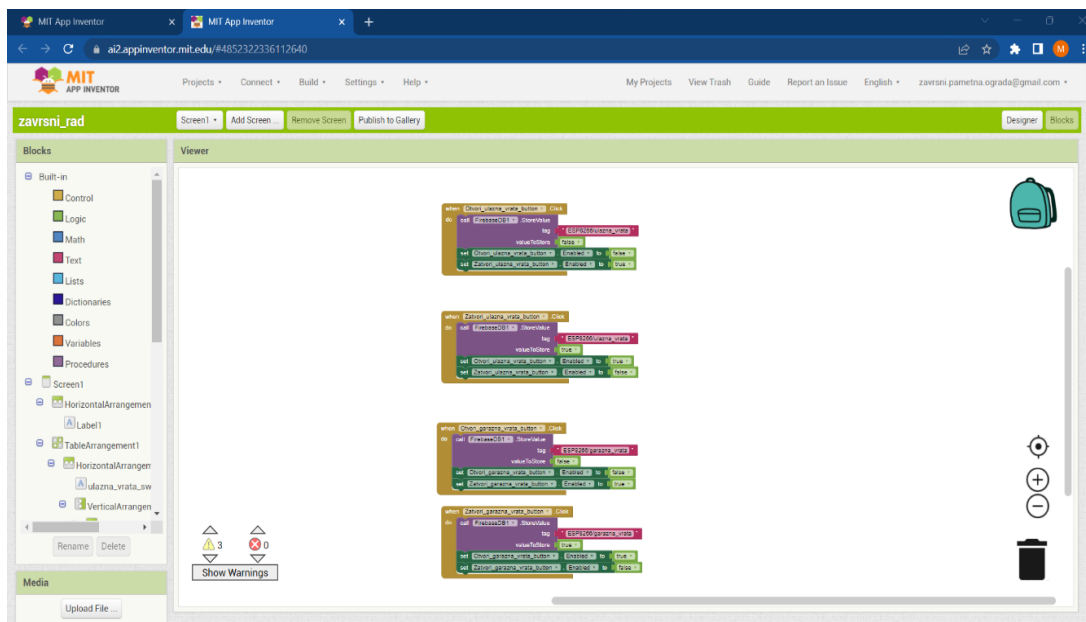 MIT App Inventor
MIT App Inventor
ai2.appinventor.mit.edu/#4852322336112640
M
MIT
APP INVENTOR
Projects Connect Build Settings Help My Projects View Trash Guide Report an Issue English zavrsni.pametna.ograda@gmail.com
zavrsni_rad Screen1 Add Screen ... Remove Screen Publish to Gallery Designer Blocks
Blocks
Viewer
Built-in
Control
Logic
Math
Text
Lists
Dictionaries
Colors
Variables
Procedures
Screen1
HorizontalArrangemen
Label1
TableArrangement1
HorizontalArrangem
ulazna_vrata_sw
VerticalArrangen
Rename Delete
Media
Upload File ...
when Otvori_ulazna_vrata_button .Click
do call FirebaseDB1 .StoreValue
tag " ESP8266/ulazna_vrata "
valueToStore false
set Otvori_ulazna_vrata_button . Enabled to false
set Zatvori_ulazna_vrata_button . Enabled to true
when Zatvori_ulazna_vrata_button .Click
do call FirebaseDB1 .StoreValue
tag " ESP8266/ulazna_vrata "
valueToStore true
set Otvori_ulazna_vrata_button . Enabled to true
set Zatvori_ulazna_vrata_button . Enabled to false
when Otvori_garazna_vrata_button .Click
do call FirebaseDB1 .StoreValue
tag " ESP8266/garazna_vrata "
valueToStore false
set Otvori_garazna_vrata_button . Enabled to false
set Zatvori_garazna_vrata_button . Enabled to true
when Zatvori_garazna_vrata_button .Click
do call FirebaseDB1 .StoreValue
tag " ESP8266/garazna_vrata "
valueToStore true
set Otvori_garazna_vrata_button . Enabled to true
set Zatvori_garazna_vrata_button . Enabled to false
3 0
Show Warnings